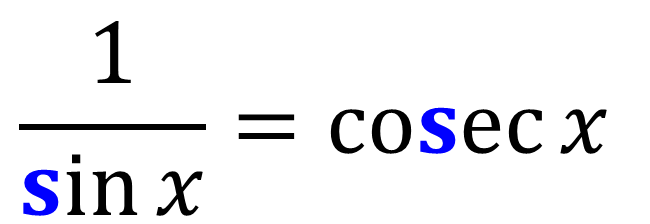 1
sin x = cosec x